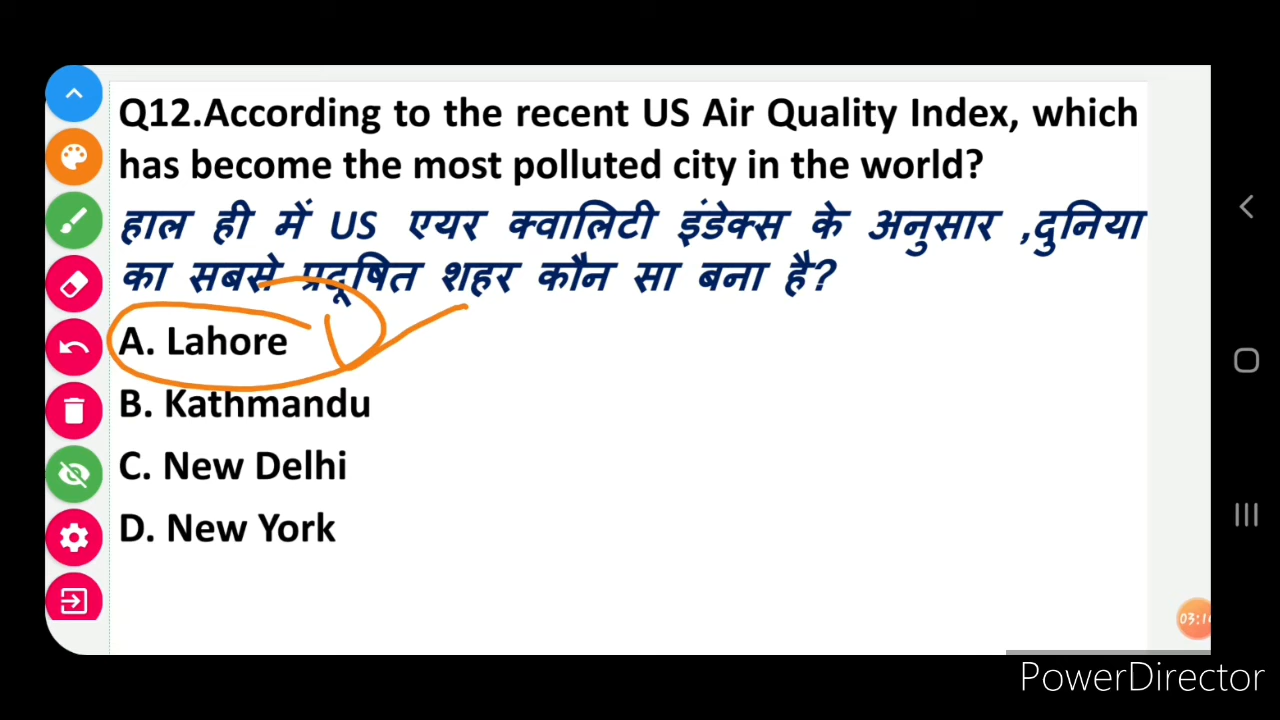 Q12.According to the recent US Air Quality Index, which
has become the most polluted city in the world?
हाल ही में US एयर क्वालिटी इंडेक्स के अनुसार ,दुनिया
का सबसे प्रदूषित शहर कौन सा बना है?
A. Lahore
B. Kathmandu
C. New Delhi
D. New York
PowerDirector